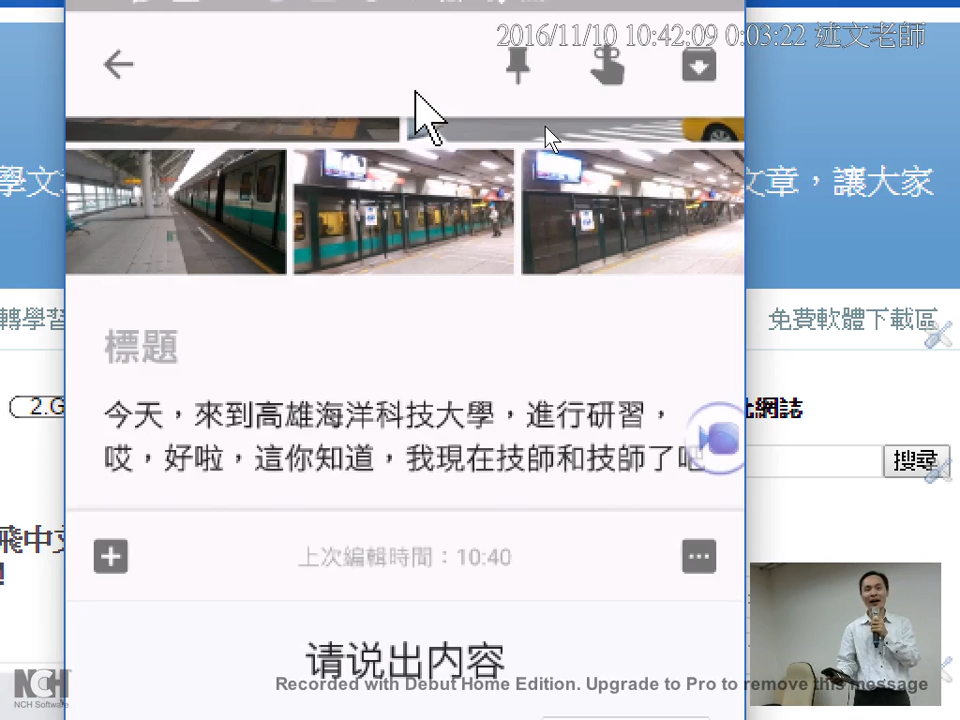 2016/11/10 10:42:09 0:03:22 述文老師
學文
文章，讓大家
轉學習
免費軟體下載區
標題
2.G
今天，來到高雄海洋科技大學，進行研習，
哎，好啦，這你知道，我現在技師和技師了吧
網誌
搜尋
飛中文
上次編輯時間：10:40
请说出内容
Recorded with Debut Home Edition. Upgrade to Pro to remove this message
NCH
NCH Software